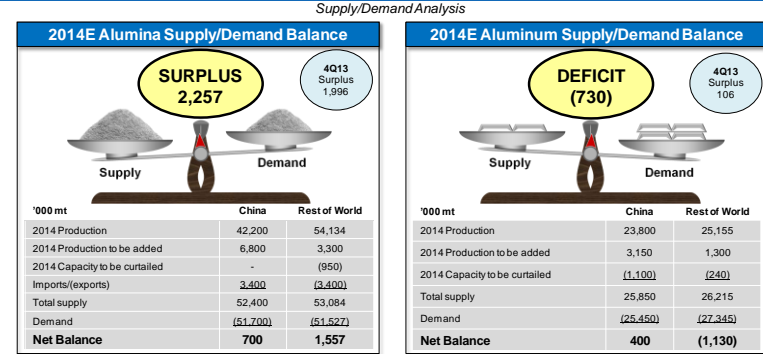 Supply/Demand Analysis
2014E Alumina Supply/Demand Balance
SURPLUS
2,257
4Q13
Surplus
1,996
Supply
Demand
'000 mt China Rest of World
2014 Production 42,200 54,134
2014 Production to be added 6,800 3,300
2014 Capacity to be curtailed - (950)
Imports/(exports) 3,400 (3,400)
Total supply 52,400 53,084
Demand (51,700) (51,527)
Net Balance 700 1,557
2014E Aluminum Supply/Demand Balance
DEFICIT
(730)
4Q13
Surplus
106
Supply
Demand
'000 mt China Rest of World
2014 Production 23,800 25,155
2014 Production to be added 3,150 1,300
2014 Capacity to be curtailed (1,100) (240)
Total supply 25,850 26,215
Demand (25,450) (27,345)
Net Balance 400 (1,130)